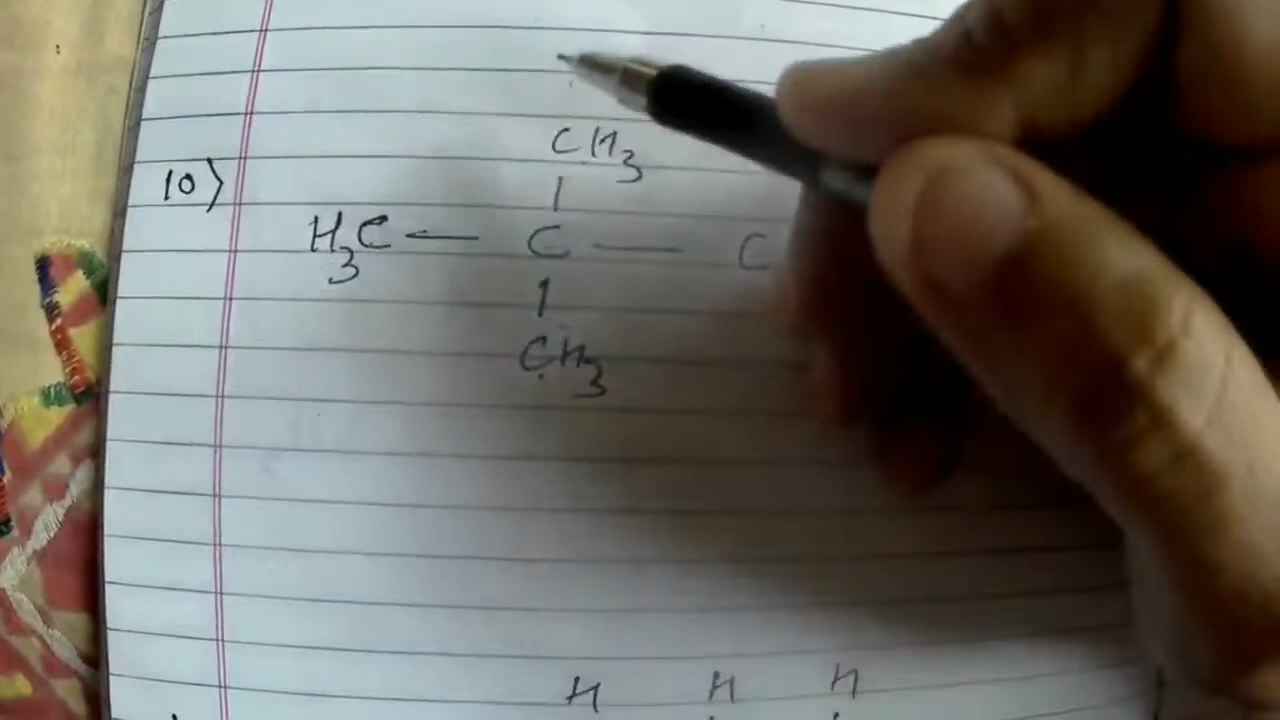 CH3
10)
H3C — C — C
CH3
H H H